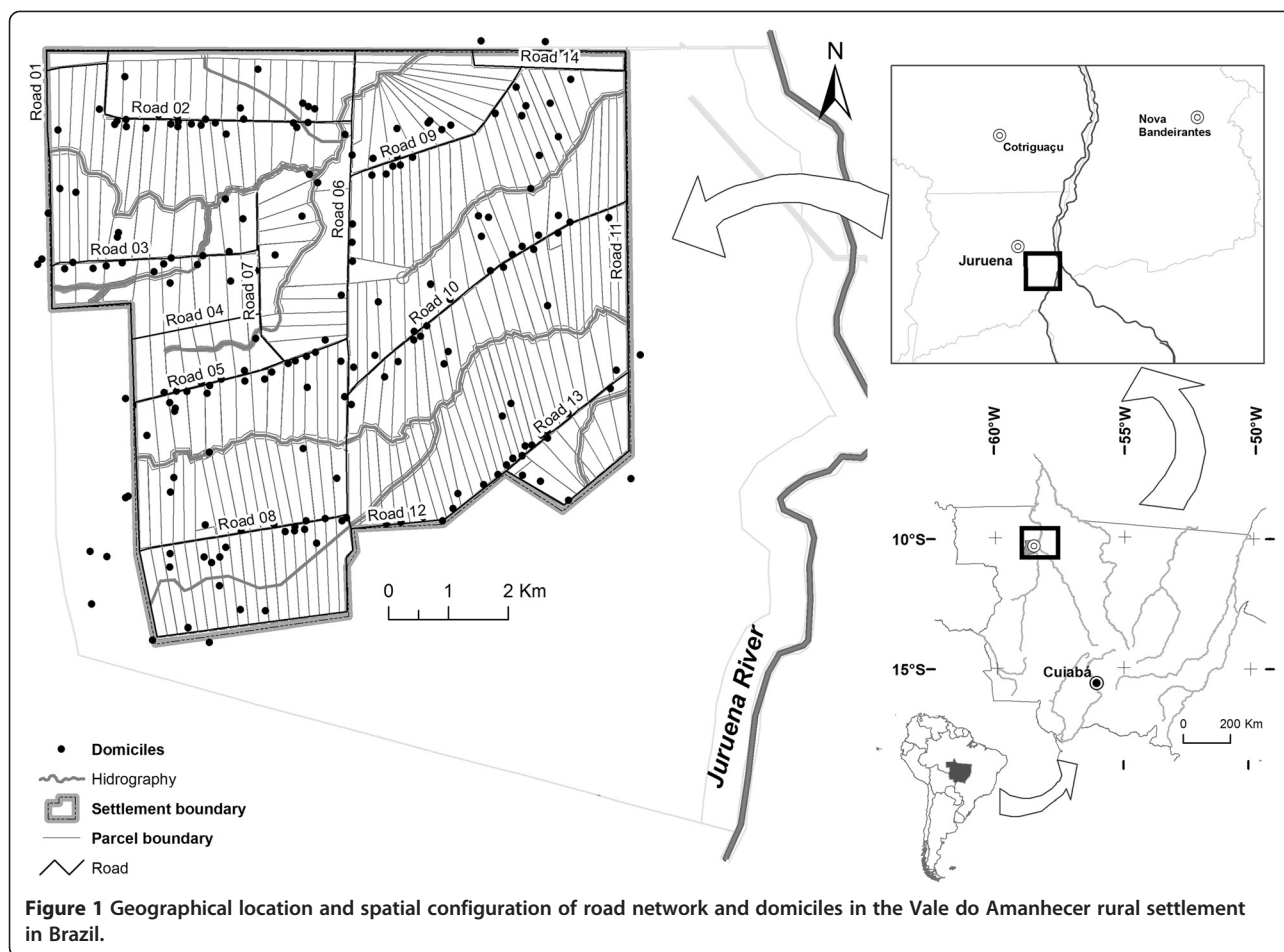 Road 14
N
Road 01
Road 02
Road 09
Nova
Bandeirantes
Cotriguaçu
Road 06
Road 03
Road 11
Road 07
Juruena
Road 10
Road 04
Road 05
Road 13
60°W
55°W
50°W
Road 08
Road 12
10°S
0 1 2 Km
Juruena River
15°S
Cuiabá
0 200 Km
Domiciles
Hidrography
Settlement boundary
Parcel boundary
Road
Figure 1 Geographical location and spatial configuration of road network and domiciles in the Vale do Amanhecer rural settlement
in Brazil.